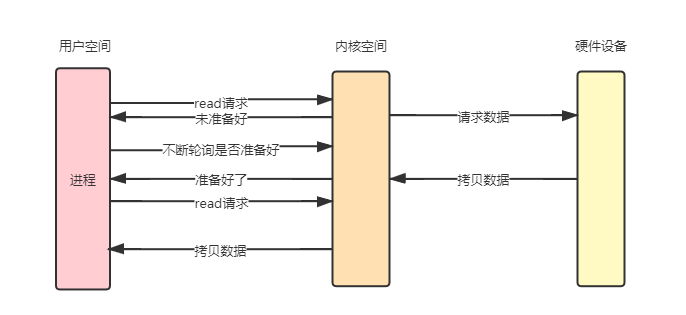 用户空间
内核空间
硬件设备
read请求
未准备好
请求数据
不断轮询是否准备好
进程
准备好了
拷贝数据
read请求
拷贝数据